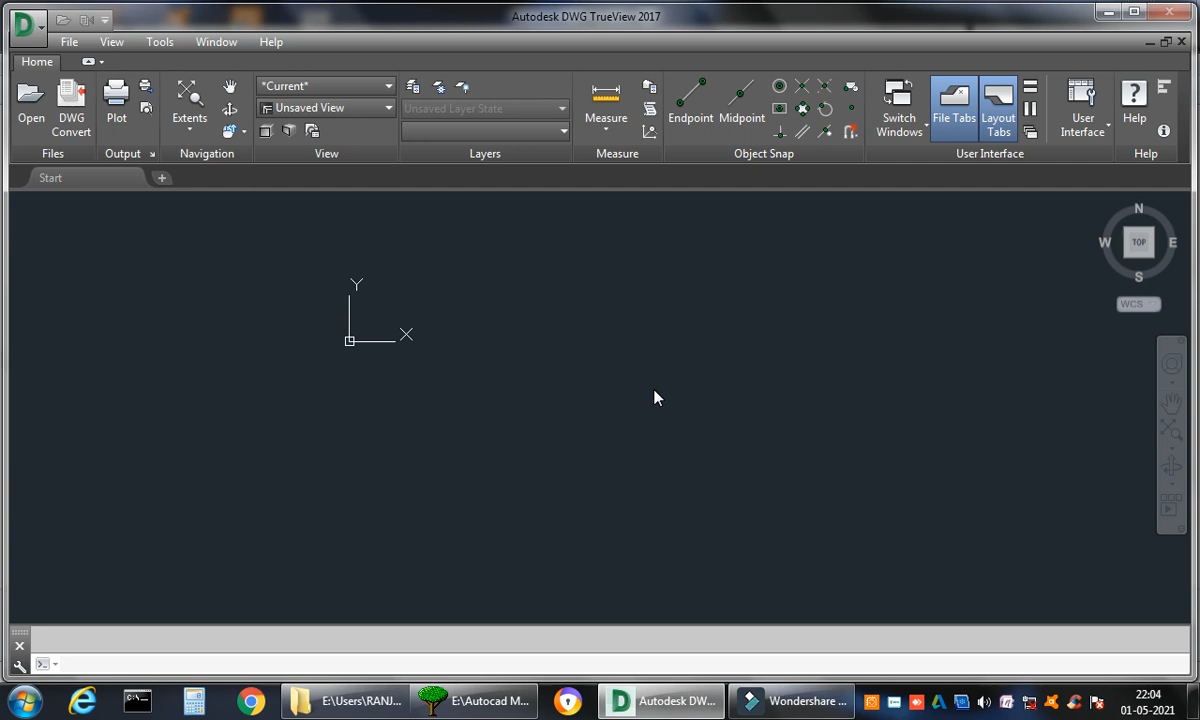 Autodesk DWG TrueView 2017
File View Tools Window Help
Home
Open
DWG
Convert
Files
Plot
Output
Extents
Navigation
*Current*
Unsaved View
View
Unsaved Layer State
Layers
Measure
Measure
Endpoint
Midpoint
Object Snap
Switch
Windows
File Tabs
Layout
Tabs
User
Interface
User Interface
Help
Help
Start
N
W TOP E
S
WCS
Y
X
E:\Users\RANJ...
E:\Autocad M...
Autodesk DW...
Wondershare ...
22:04
01-05-2021